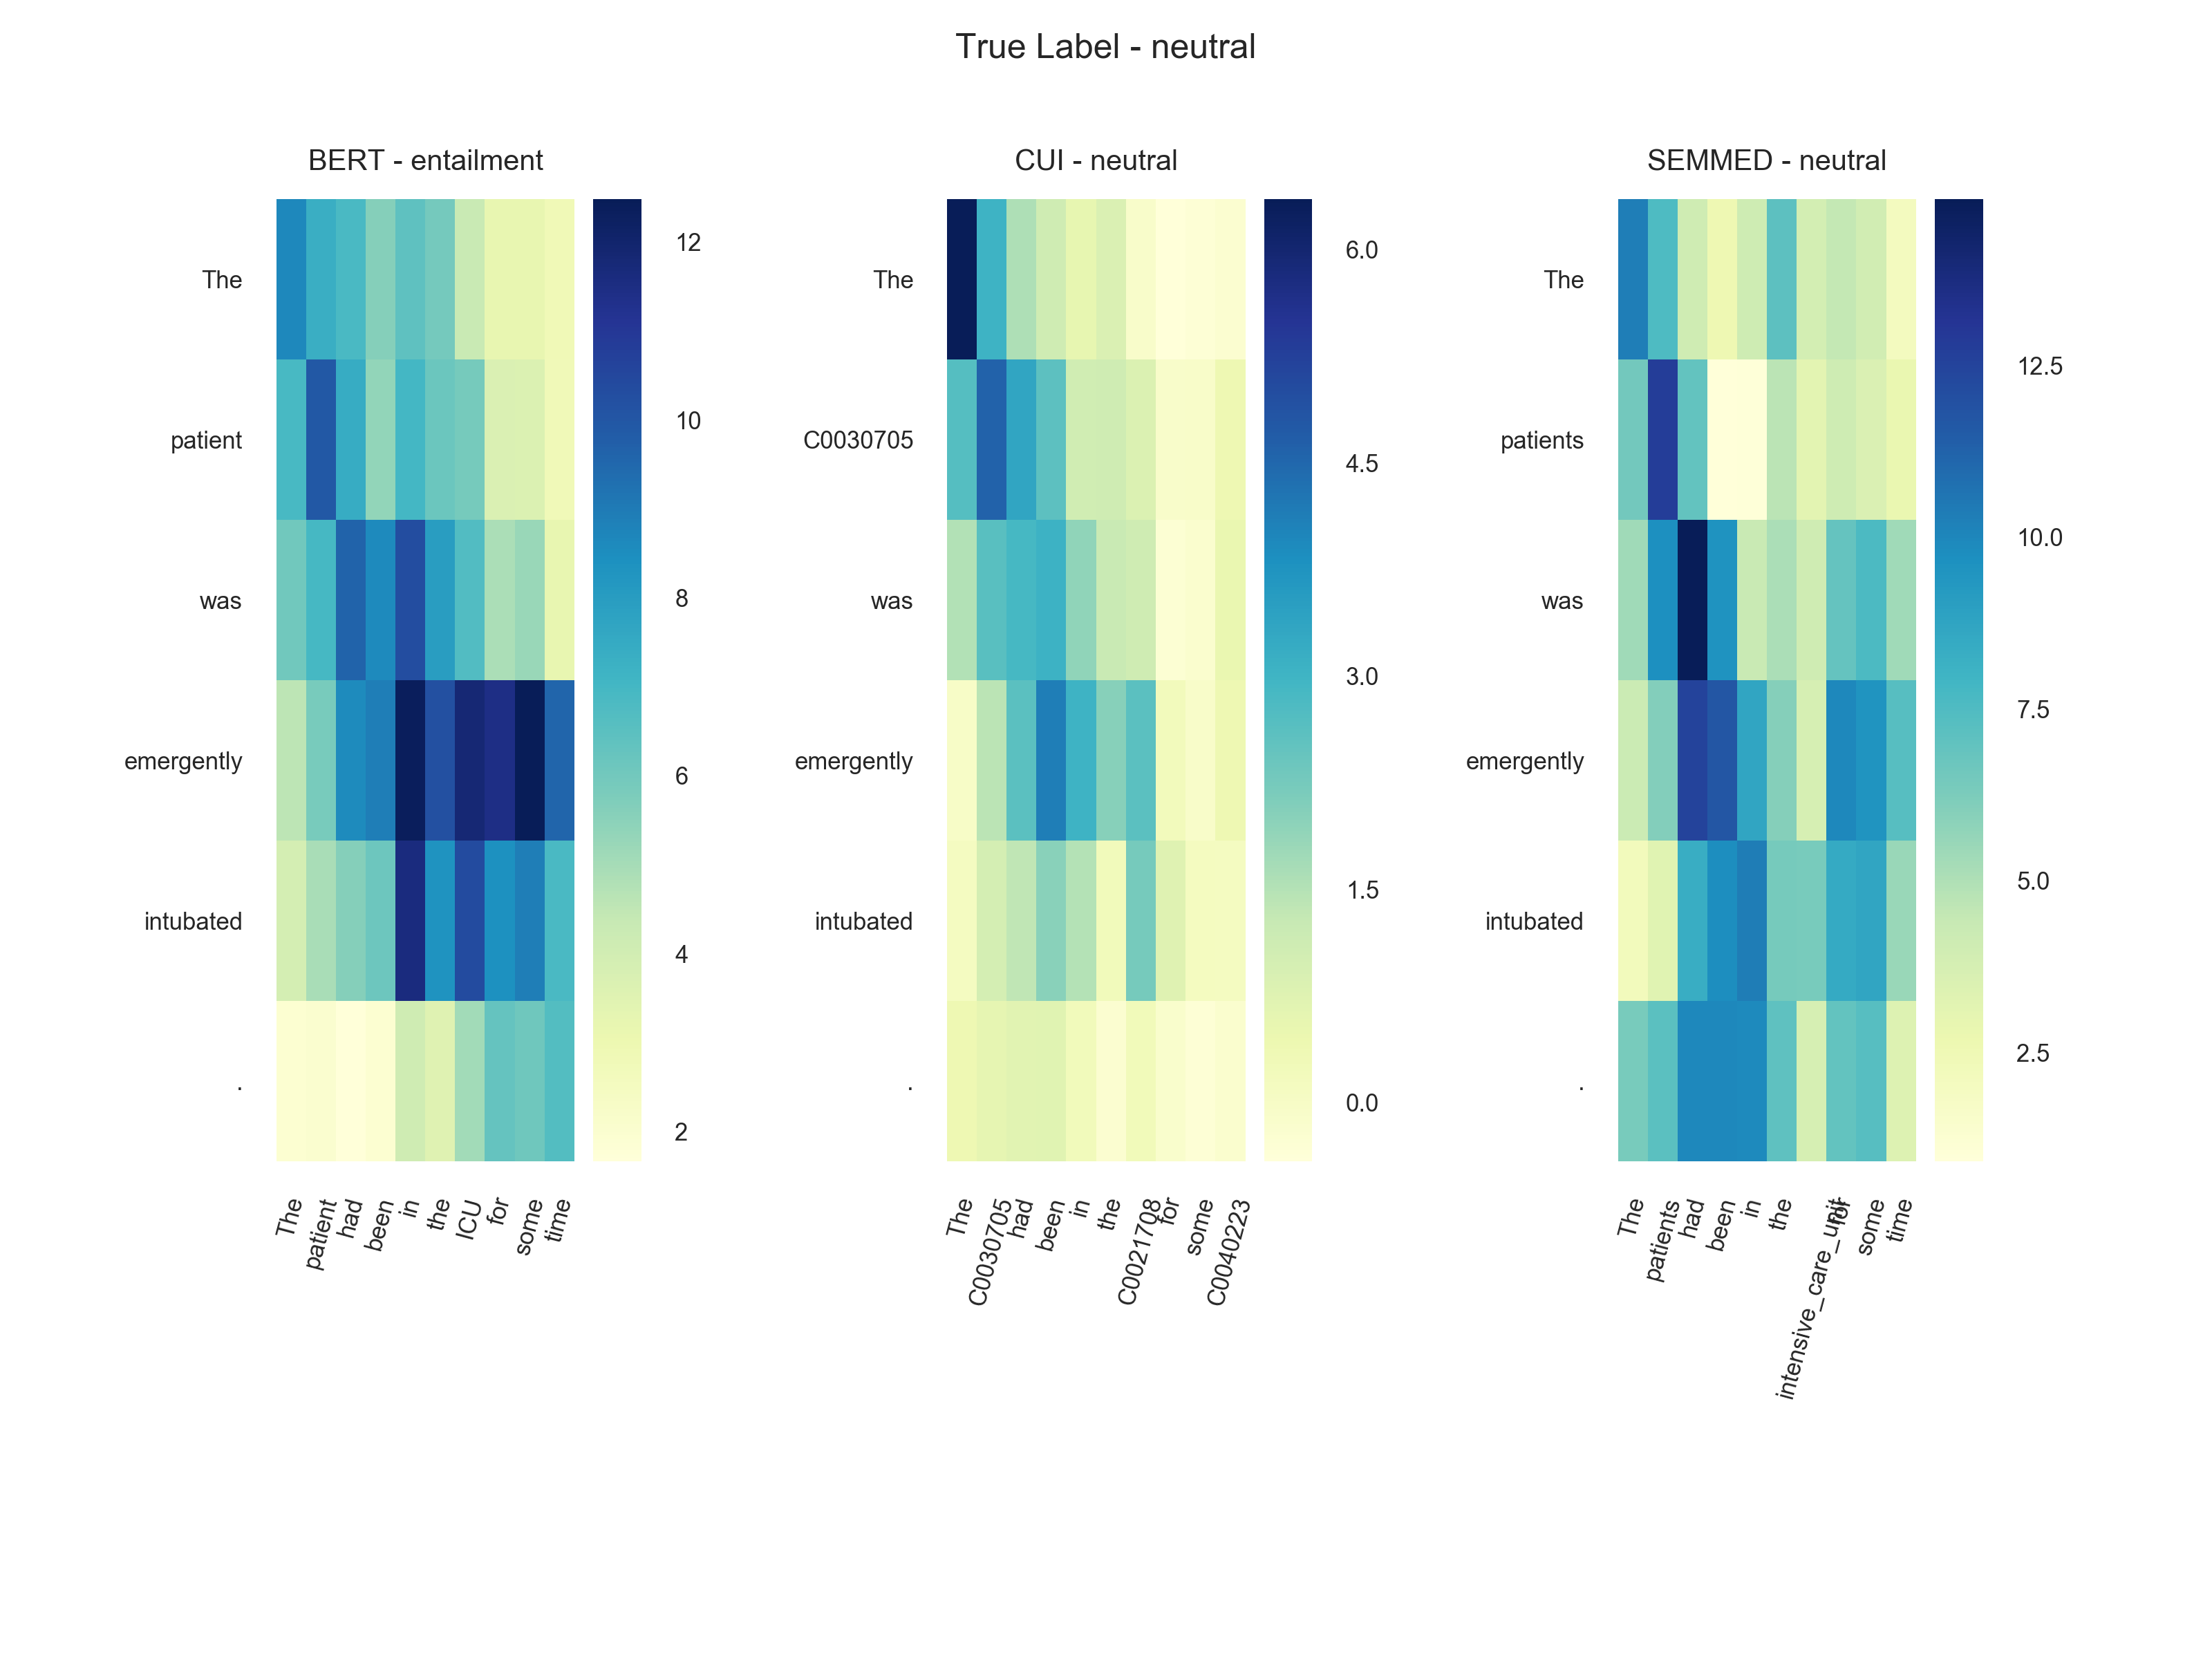 True Label - neutral
BERT - entailment
The
patient
was
emergently
intubated
.
12
10
8
6
4
2
The
patient
had
been
in
the
ICU
for
some
time
CUI - neutral
The
C0030705
was
emergently
intubated
.
6.0
4.5
3.0
1.5
0.0
The
C0030705
had
been
in
the
C0021708
for
some
C0040223
SEMMED - neutral
The
patients
was
emergently
intubated
.
12.5
10.0
7.5
5.0
2.5
The
patients
had
been
in
the
intensive_care_unit
for
some
time